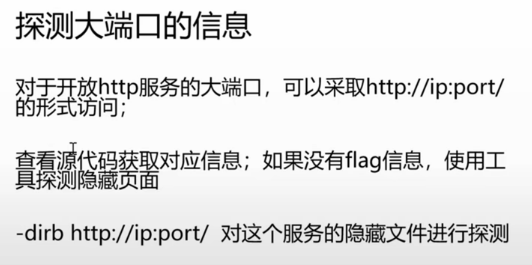 探测大端口的信息
对于开放http服务的大端口，可以采取http://ip:port/
的形式访问；
查看源代码获取对应信息；如果没有flag信息，使用工
具探测隐藏页面
-dirb http://ip:port/ 对这个服务的隐藏文件进行探测